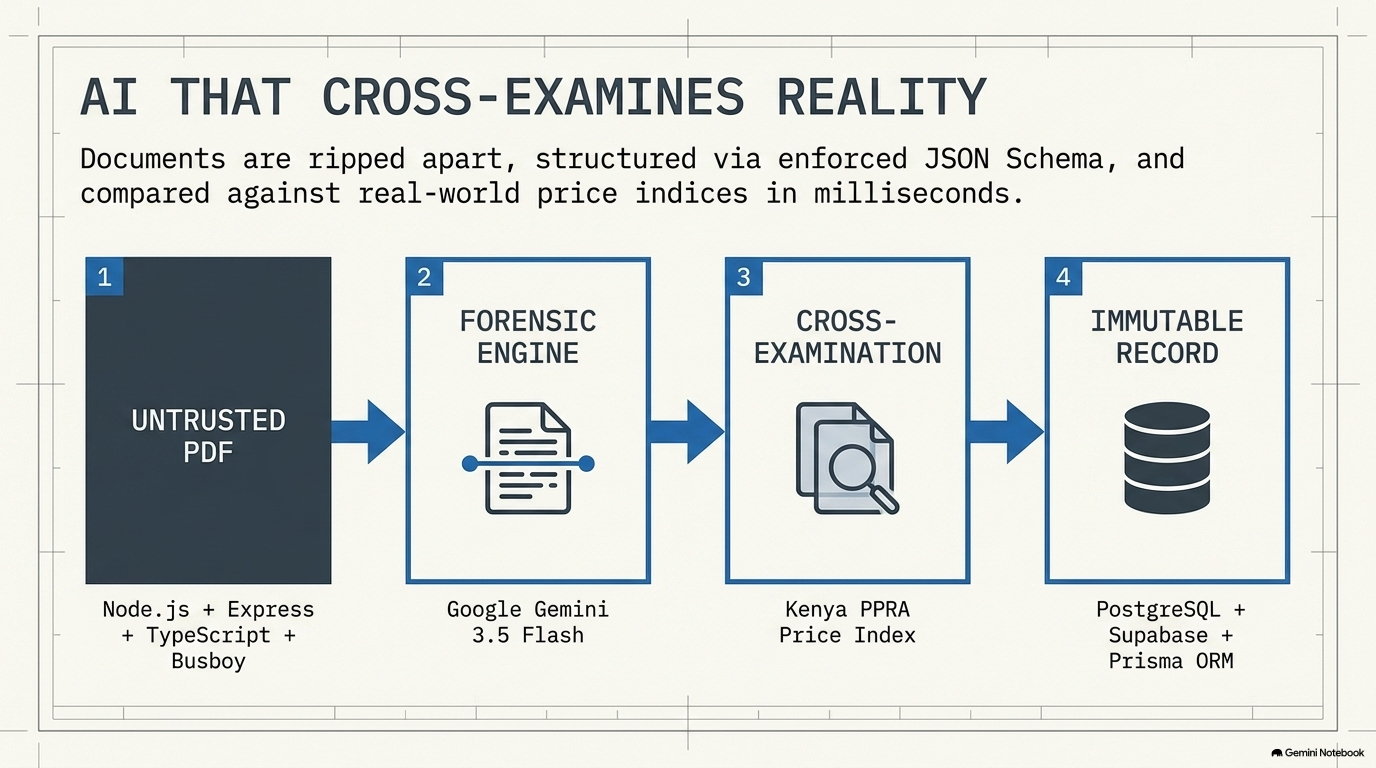 AI THAT CROSS-EXAMINES REALITY
Documents are ripped apart, structured via enforced JSON Schema, and
compared against real-world price indices in milliseconds.
1
UNTRUSTED
PDF
Node.js + Express
+ TypeScript +
Busboy
2
FORENSIC
ENGINE
Google Gemini
3.5 Flash
3
CROSS-
EXAMINATION
Kenya PPRA
Price Index
4
IMMUTABLE
RECORD
PostgreSQL +
Supabase +
Prisma ORM
Gemini Notebook